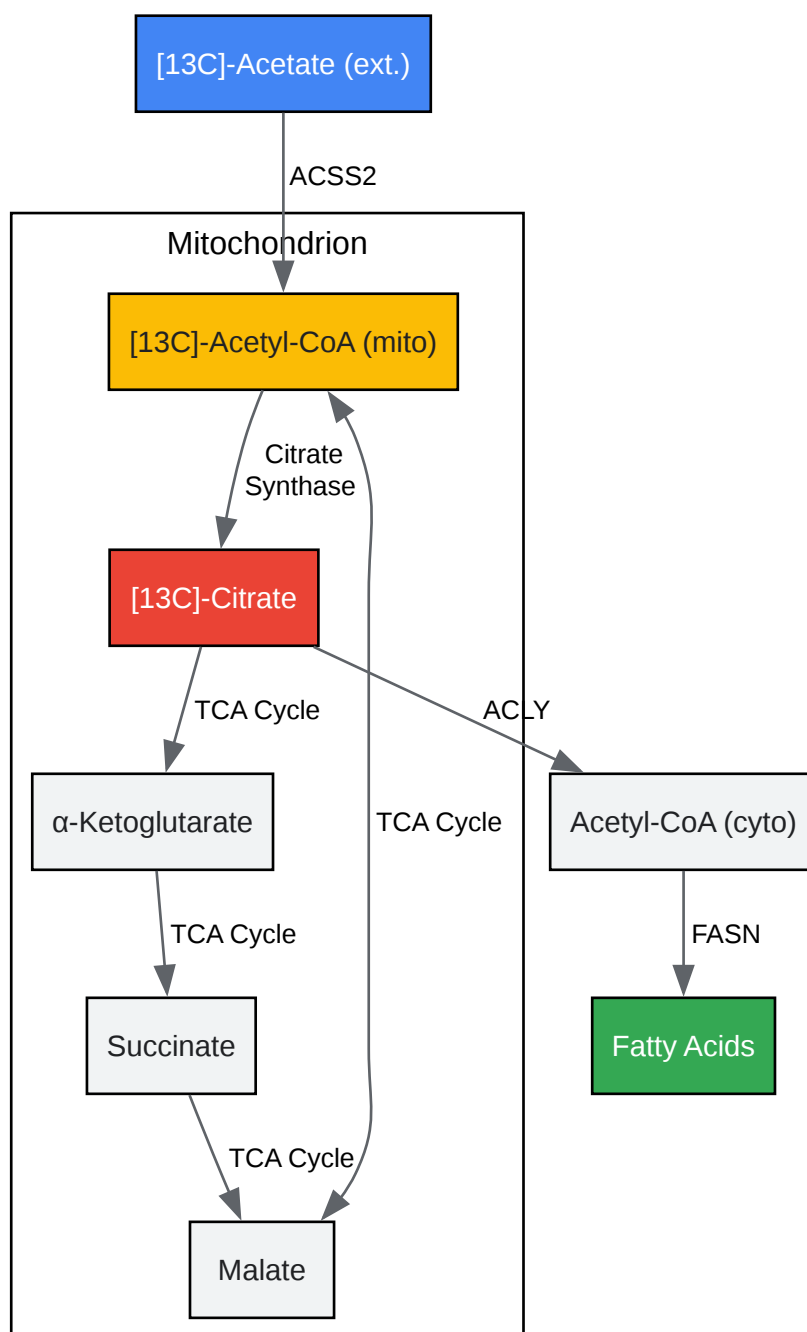 [13C]-Acetate (ext.)
ACSS2
Mitochondrion
[13C]-Acetyl-CoA (mito)
Citrate
Synthase
[13C]-Citrate
TCA Cycle
ACLY
α-Ketoglutarate
TCA Cycle
Acetyl-CoA (cyto)
TCA Cycle
FASN
Succinate
Fatty Acids
TCA Cycle
Malate